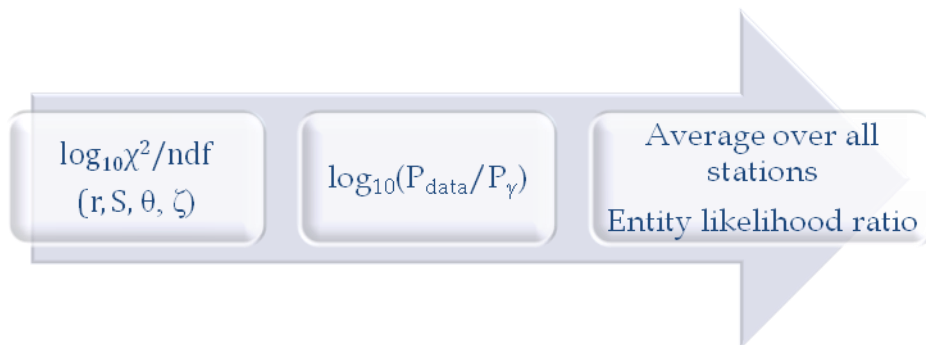 log₁₀χ²/ndf
(r, S, θ, ζ)
log₁₀(P_data/P_γ)
Average over all
stations
Entity likelihood ratio